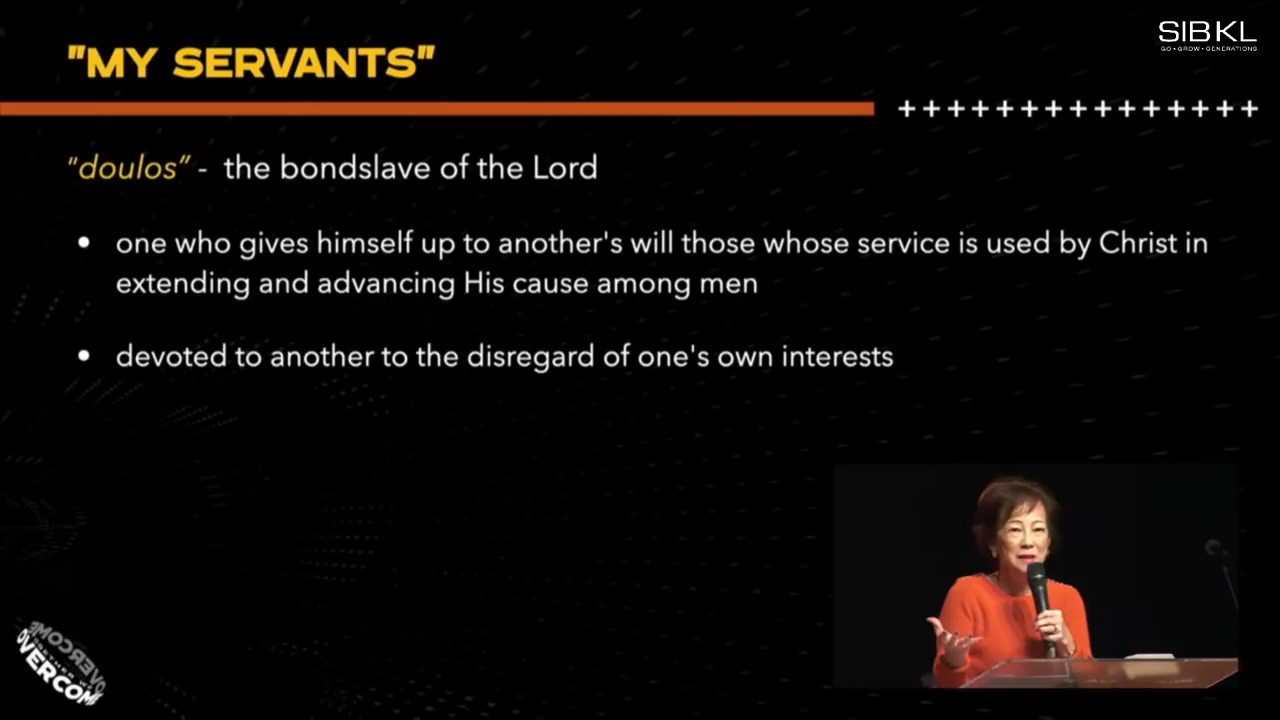 "MY SERVANTS"
SIBKL
GO • GROW • GENERATIONS
+++++++++++++++
"doulos" - the bondslave of the Lord
• one who gives himself up to another's will those whose service is used by Christ in
extending and advancing His cause among men
• devoted to another to the disregard of one's own interests
OVERCOME